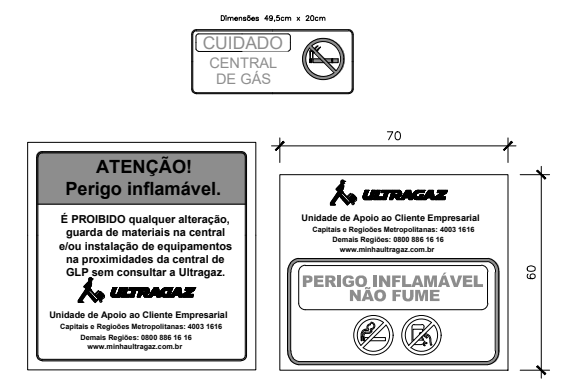 Dimensões 49,5cm x 20cm
CUIDADO
CENTRAL
DE GÁS
ATENÇÃO!
Perigo inflamável.
É PROIBIDO qualquer alteração,
guarda de materiais na central
e/ou instalação de equipamentos
na proximidades da central de
GLP sem consultar a Ultragaz.
ULTRAGAZ
Unidade de Apoio ao Cliente Empresarial
Capitais e Regioões Metropolitanas: 4003 1616
Demais Regiões: 0800 886 16 16
www.minhaultragaz.com.br
70
ULTRAGAZ
Unidade de Apoio ao Cliente Empresarial
Capitais e Regiões Metropolitanas: 4003 1616
Demais Regiões: 0800 886 16 16
www.minhaultragaz.com.br
PERIGO INFLAMÁVEL
NÃO FUME
60